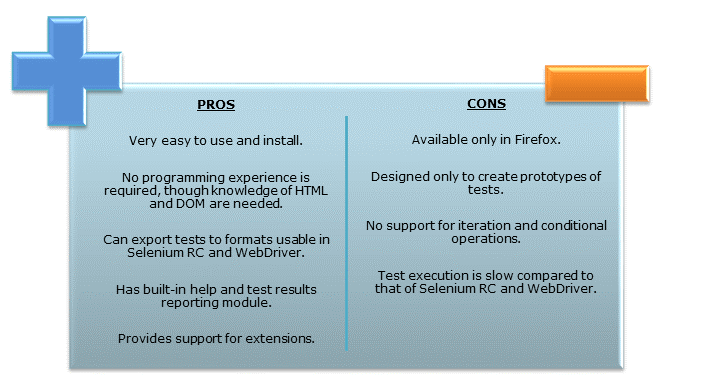 PROS
Very easy to use and install.
No programming experience is
required, though knowledge of HTML
and DOM are needed.
Can export tests to formats usable in
Selenium RC and WebDriver.
Has built-in help and test results
reporting module.
Provides support for extensions.
CONS
Available only in Firefox.
Designed only to create prototypes of
tests.
No support for iteration and conditional
operations.
Test execution is slow compared to
that of Selenium RC and WebDriver.